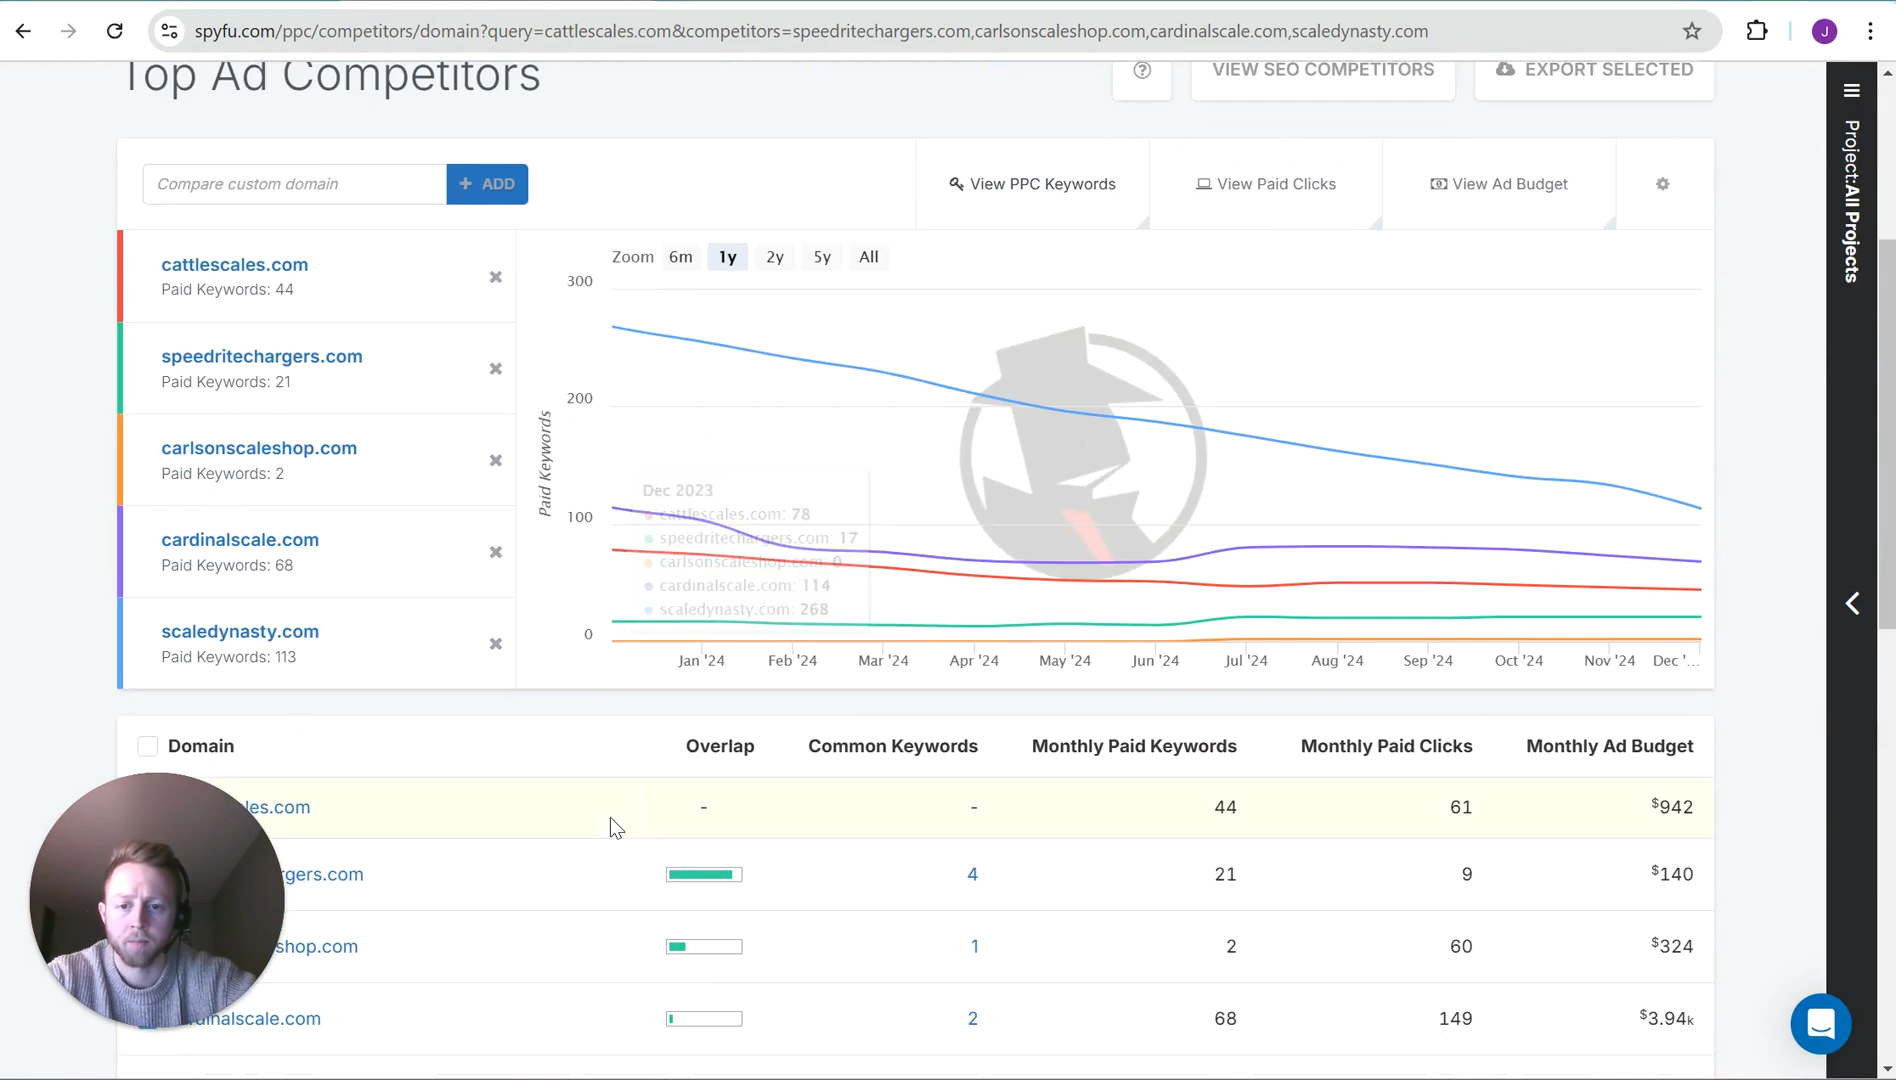 spyfu.com/ppc/competitors/domain?query=cattlescales.com&competitors=speedritechargers.com,carlsonscaleshop.com,cardinalscale.com,scaledynasty.com
J
Top Ad Competitors
VIEW SEO COMPETITORS
EXPORT SELECTED
Project:All Projects
Compare custom domain
+ ADD
View PPC Keywords
View Paid Clicks
View Ad Budget
cattlescales.com
Paid Keywords: 44
speedritechargers.com
Paid Keywords: 21
carlsonscaleshop.com
Paid Keywords: 2
cardinalscale.com
Paid Keywords: 68
scaledynasty.com
Paid Keywords: 113
Zoom 6m 1y 2y 5y All
300
200
100
0
Paid Keywords
Dec 2023
cattlescales.com: 78
speedritechargers.com: 17
carlsonscaleshop.com: 0
cardinalscale.com: 114
scaledynasty.com: 268
Jan '24 Feb '24 Mar '24 Apr '24 May '24 Jun '24 Jul '24 Aug '24 Sep '24 Oct '24 Nov '24 Dec '...
Domain Overlap Common Keywords Monthly Paid Keywords Monthly Paid Clicks Monthly Ad Budget
les.com - - 44 61 $942
rgers.com 4 21 9 $140
shop.com 1 2 60 $324
dinalscale.com 2 68 149 $3.94k